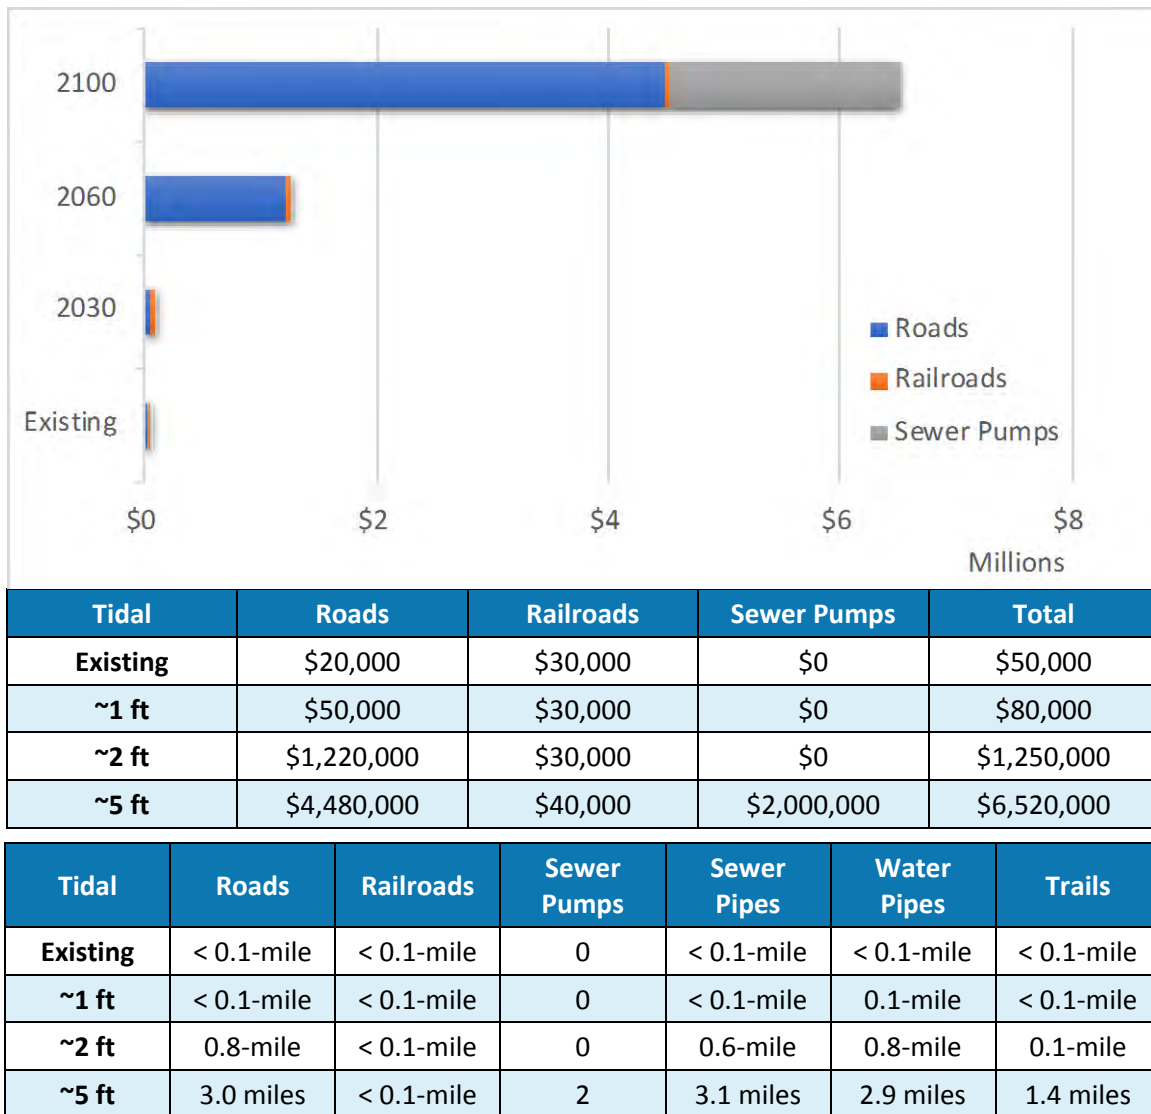 2100
2060
2030
Existing
Roads
Railroads
Sewer Pumps
$0 $2 $4 $6 $8
Millions
Tidal Roads Railroads Sewer Pumps Total
Existing $20,000 $30,000 $0 $50,000
~1 ft $50,000 $30,000 $0 $80,000
~2 ft $1,220,000 $30,000 $0 $1,250,000
~5 ft $4,480,000 $40,000 $2,000,000 $6,520,000
Tidal Roads Railroads Sewer Pumps Sewer Pipes Water Pipes Trails
Existing < 0.1-mile < 0.1-mile 0 < 0.1-mile < 0.1-mile < 0.1-mile
~1 ft < 0.1-mile < 0.1-mile 0 < 0.1-mile 0.1-mile < 0.1-mile
~2 ft 0.8-mile < 0.1-mile 0 0.6-mile 0.8-mile 0.1-mile
~5 ft 3.0 miles < 0.1-mile 2 3.1 miles 2.9 miles 1.4 miles